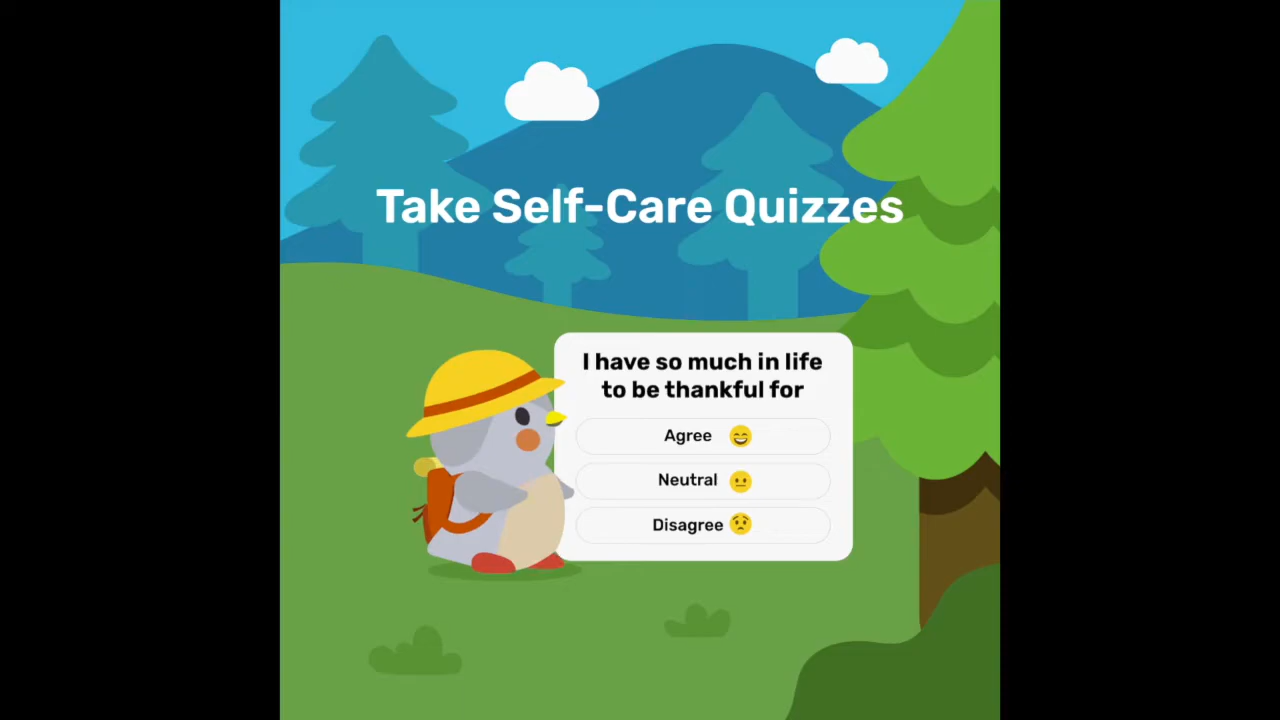 Take Self-Care Quizzes
I have so much in life
to be thankful for
Agree
Neutral
Disagree